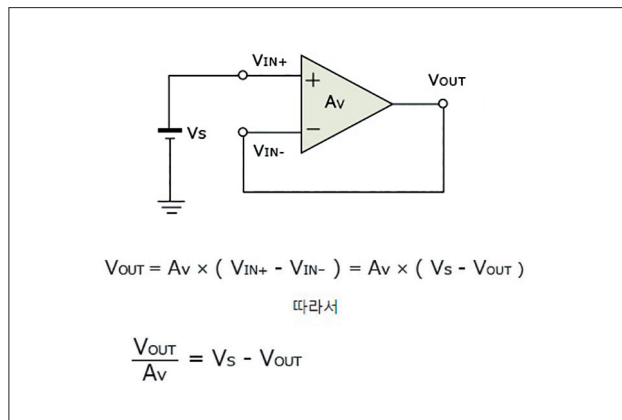 VIN+
+
AV
VOUT
VS
−
VIN-
VOUT = AV × ( VIN+ - VIN- ) = AV × ( VS - VOUT )
따라서
VOUT
AV
= VS - VOUT